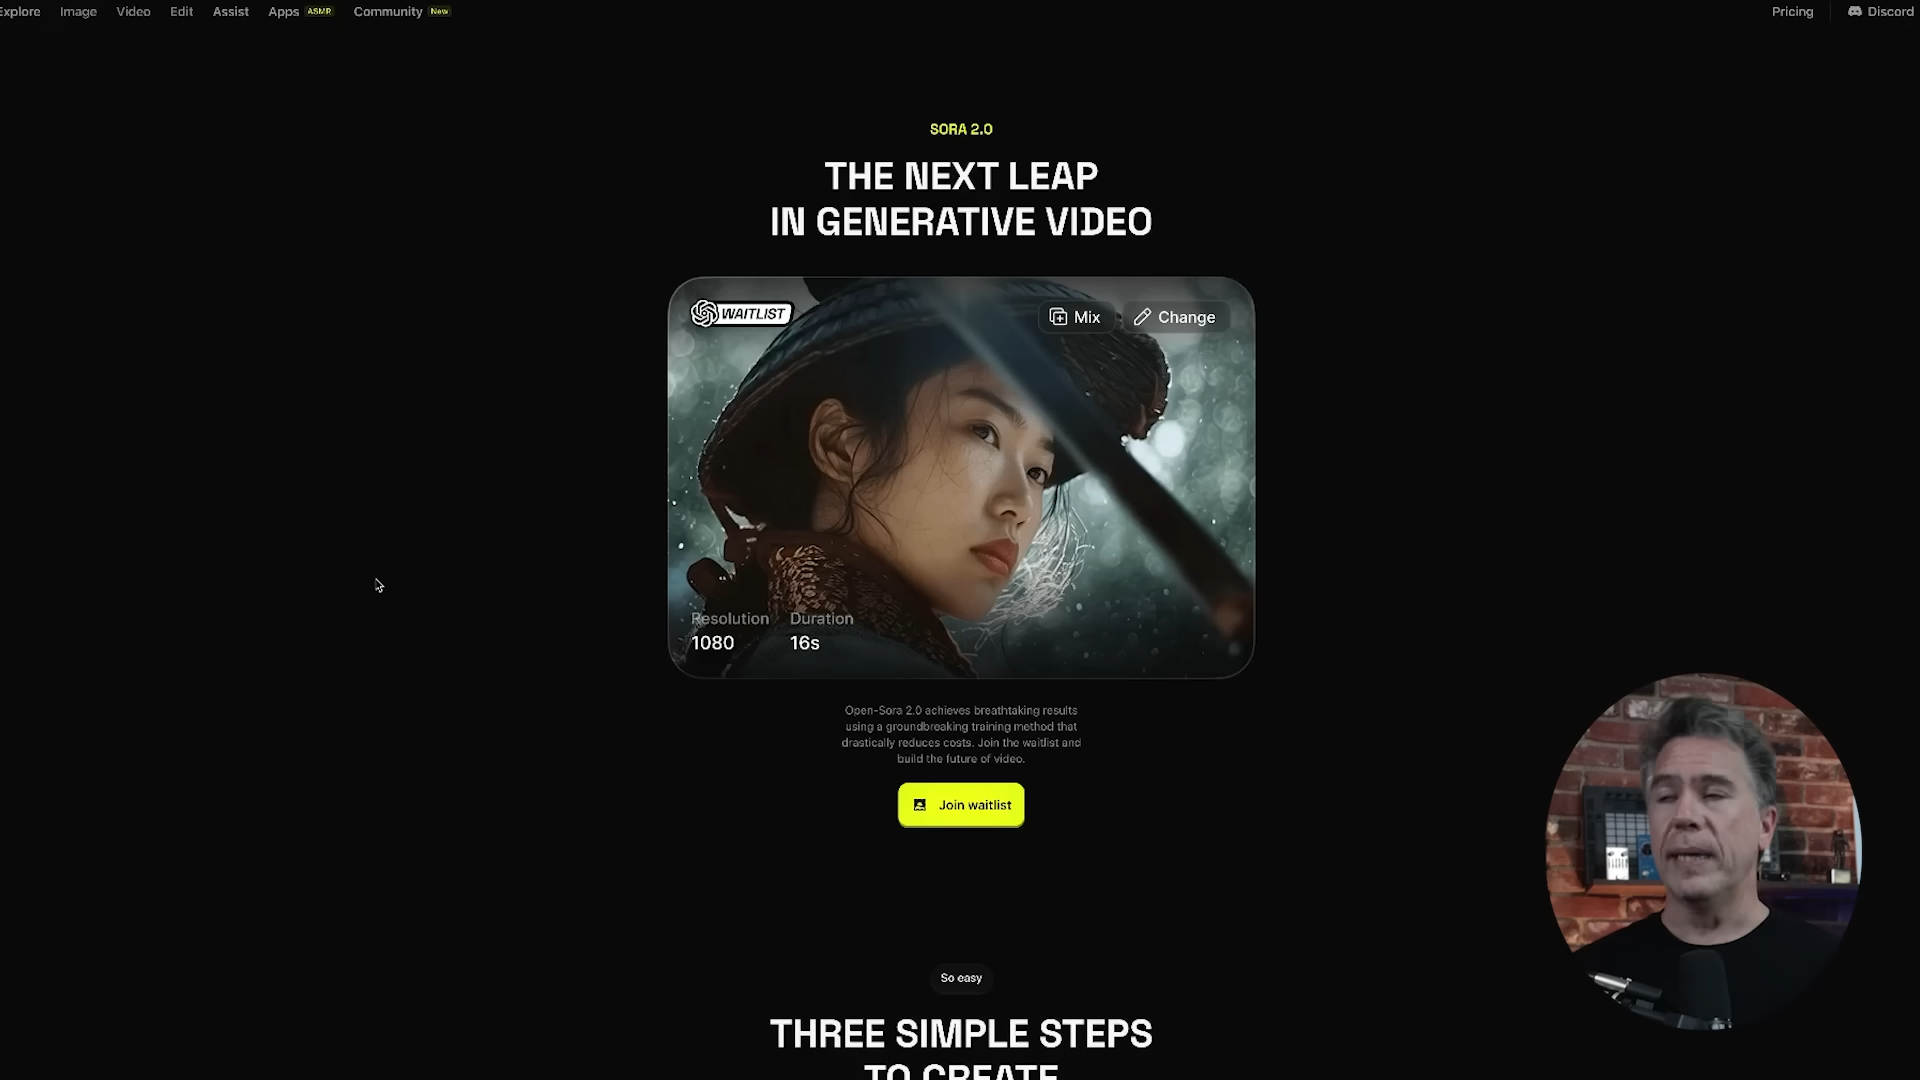 Explore Image Video Edit Assist Apps ASMR Community New Pricing Discord
SORA 2.0
THE NEXT LEAP
IN GENERATIVE VIDEO
WAITLIST Mix Change
Resolution Duration
1080 16s
Open-Sora 2.0 achieves breathtaking results
using a groundbreaking training method that
drastically reduces costs. Join the waitlist and
build the future of video.
Join waitlist
So easy
THREE SIMPLE STEPS
TO CREATE